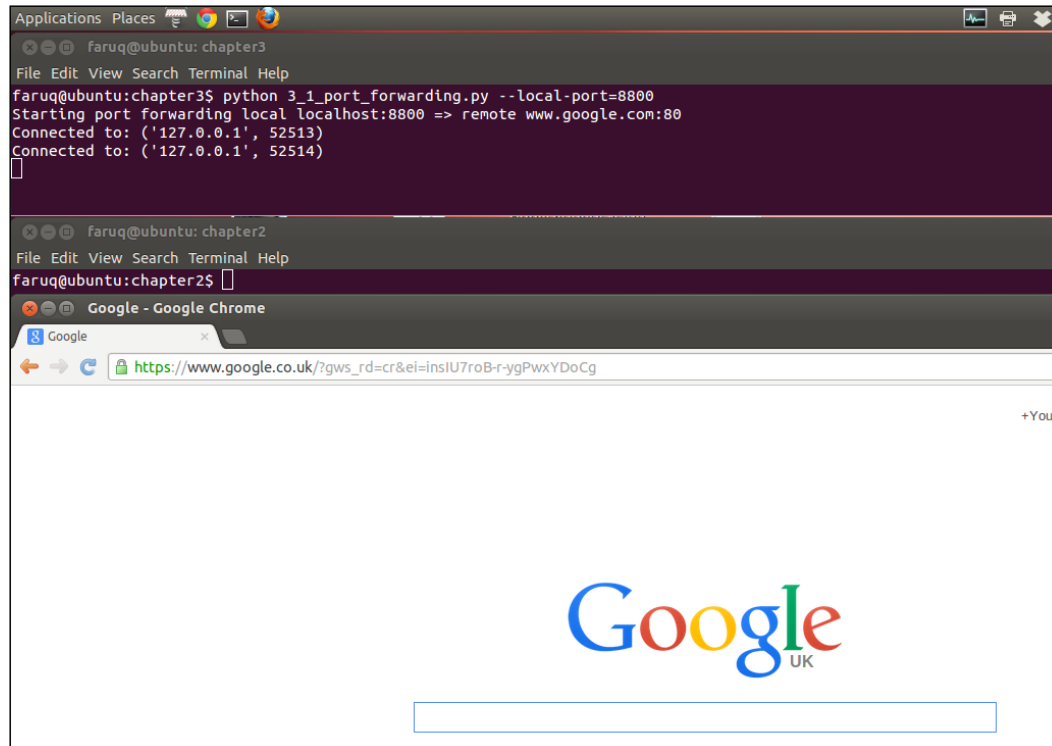 Applications Places
faruq@ubuntu: chapter3
File Edit View Search Terminal Help
faruq@ubuntu:chapter3$ python 3_1_port_forwarding.py --local-port=8800
Starting port forwarding local localhost:8800 => remote www.google.com:80
Connected to: ('127.0.0.1', 52513)
Connected to: ('127.0.0.1', 52514)
faruq@ubuntu: chapter2
File Edit View Search Terminal Help
faruq@ubuntu:chapter2$
Google - Google Chrome
Google
https://www.google.co.uk/?gws_rd=cr&ei=insIU7roB-r-ygPwxYDoCg
+You
Google
UK